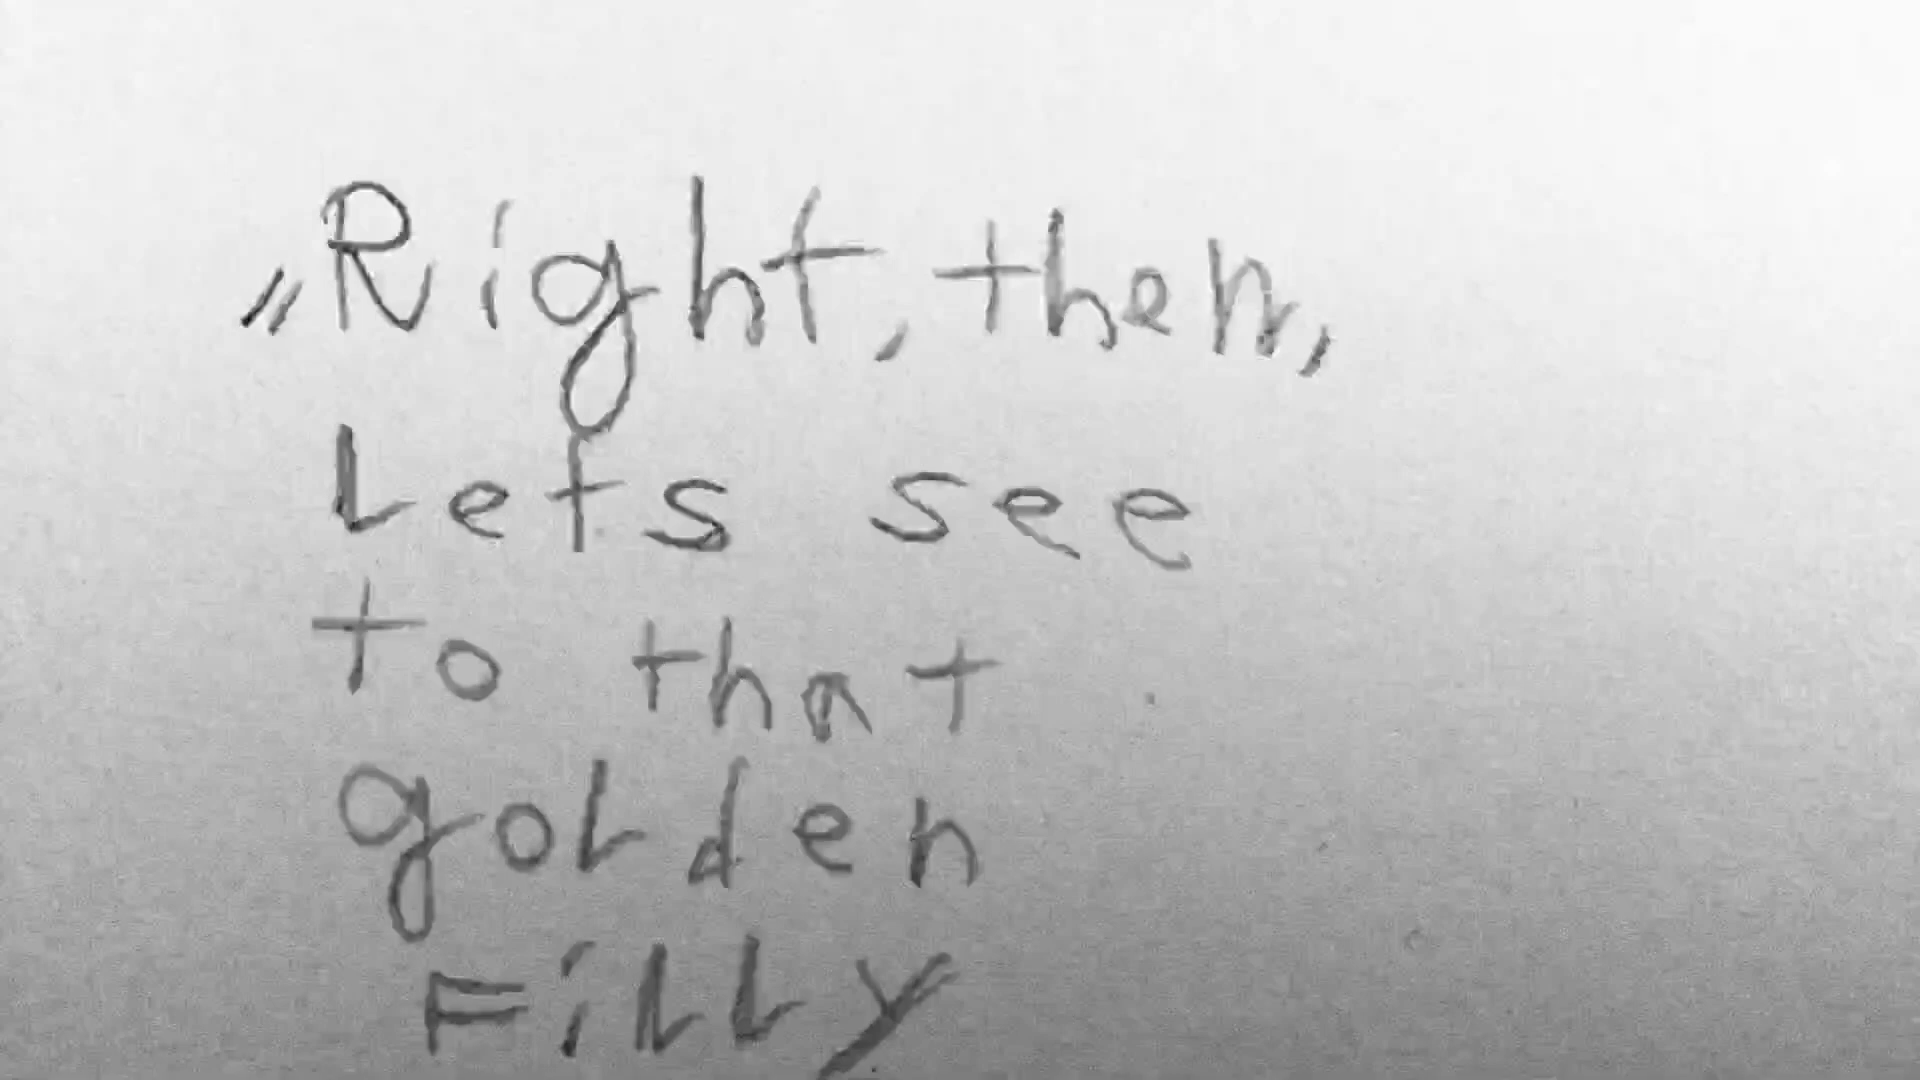 „Right, then,
Lets see
to that
golden
Filly